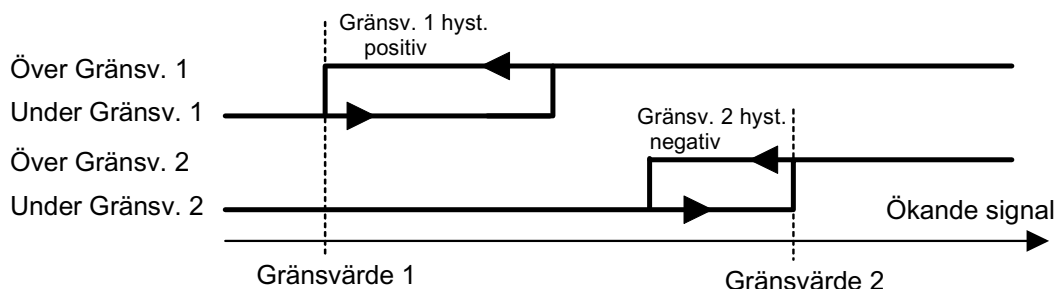 Gränsv. 1 hyst.
positiv
Över Gränsv. 1
Under Gränsv. 1
Gränsv. 2 hyst.
negativ
Över Gränsv. 2
Under Gränsv. 2
Ökande signal
Gränsvärde 1
Gränsvärde 2